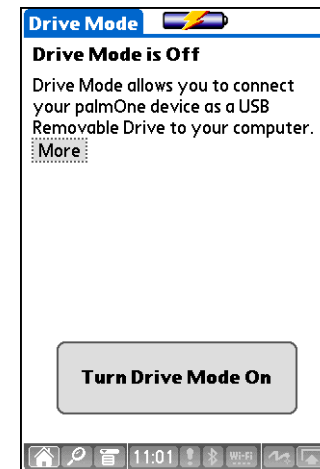 Drive Mode
Drive Mode is Off
Drive Mode allows you to connect
your palmOne device as a USB
Removable Drive to your computer.
More
Turn Drive Mode On
11:01 Wi-Fi